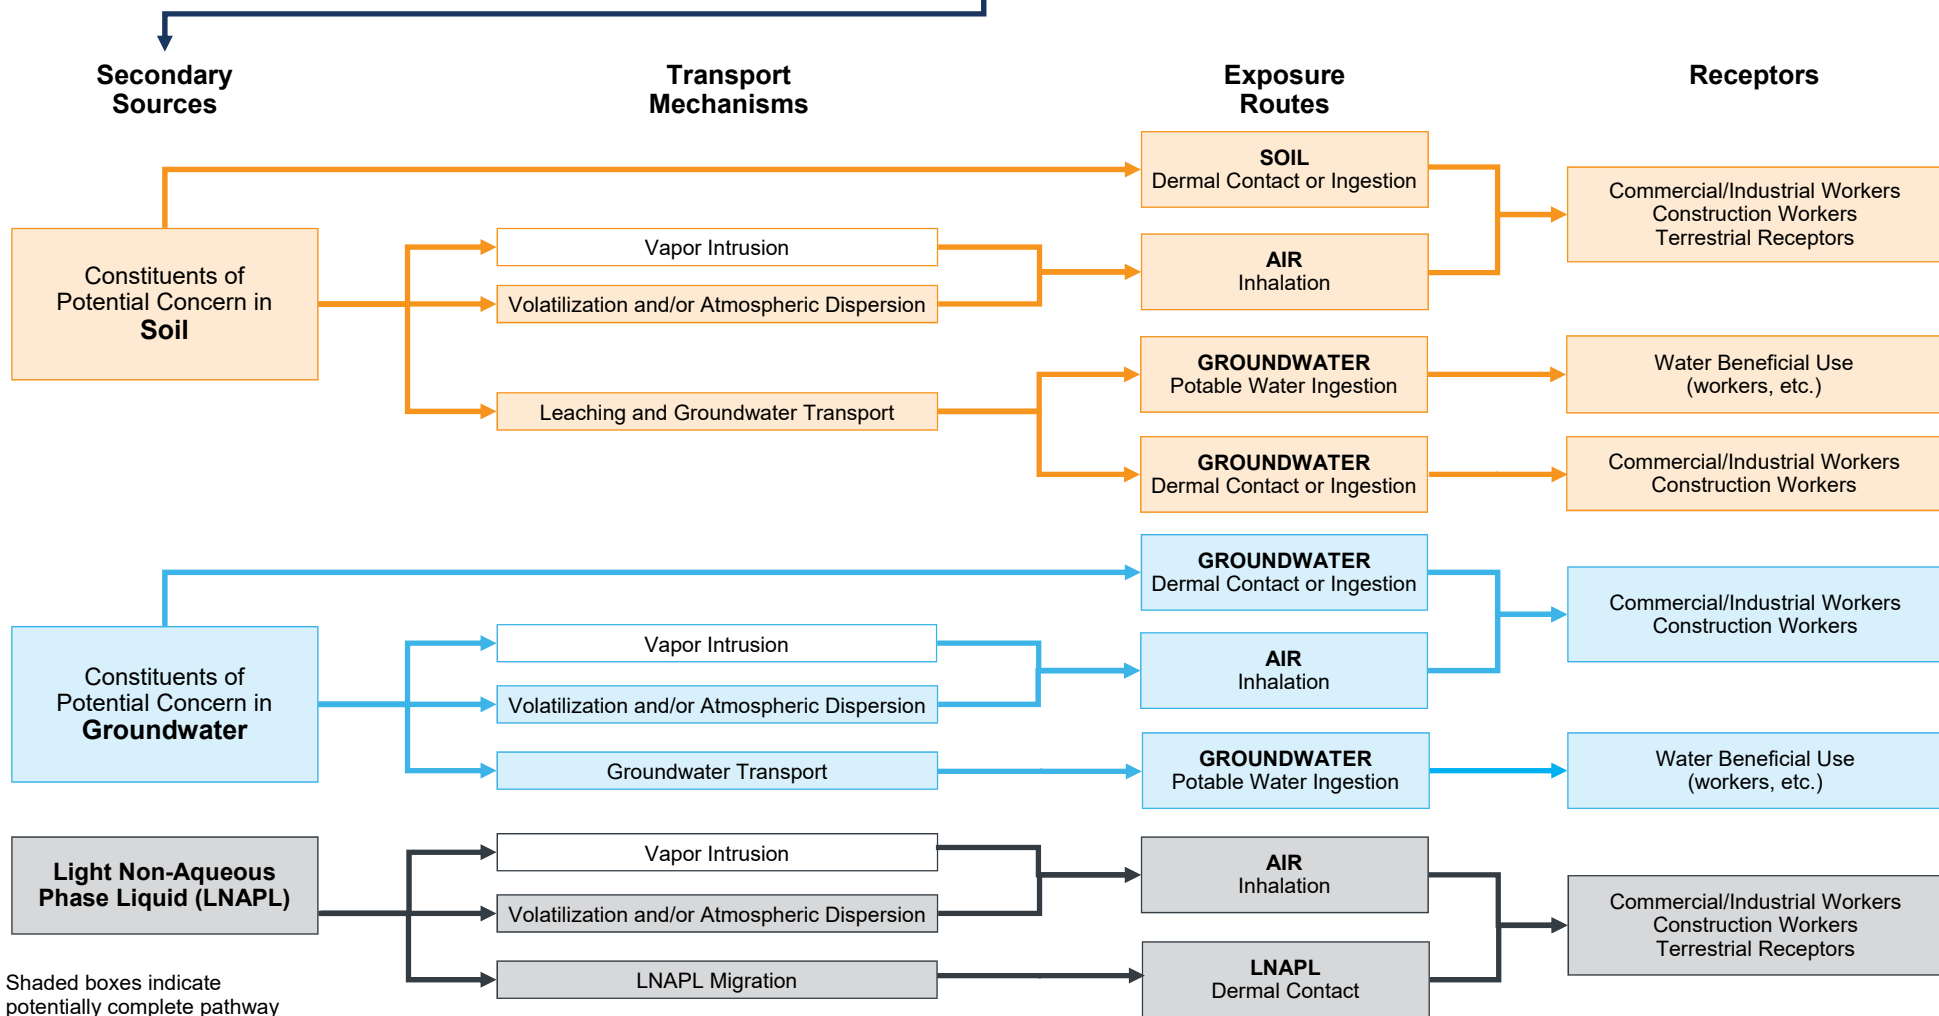 Secondary
Sources
Transport
Mechanisms
Exposure
Routes
Receptors
Constituents of
Potential Concern in
Soil
Vapor Intrusion
Volatilization and/or Atmospheric Dispersion
Leaching and Groundwater Transport
SOIL
Dermal Contact or Ingestion
AIR
Inhalation
GROUNDWATER
Potable Water Ingestion
GROUNDWATER
Dermal Contact or Ingestion
Commercial/Industrial Workers
Construction Workers
Terrestrial Receptors
Water Beneficial Use
(workers, etc.)
Commercial/Industrial Workers
Construction Workers
Constituents of
Potential Concern in
Groundwater
Vapor Intrusion
Volatilization and/or Atmospheric Dispersion
Groundwater Transport
GROUNDWATER
Dermal Contact or Ingestion
AIR
Inhalation
GROUNDWATER
Potable Water Ingestion
Commercial/Industrial Workers
Construction Workers
Water Beneficial Use
(workers, etc.)
Light Non-Aqueous
Phase Liquid (LNAPL)
Vapor Intrusion
Volatilization and/or Atmospheric Dispersion
LNAPL Migration
AIR
Inhalation
LNAPL
Dermal Contact
Commercial/Industrial Workers
Construction Workers
Terrestrial Receptors
Shaded boxes indicate
potentially complete pathway